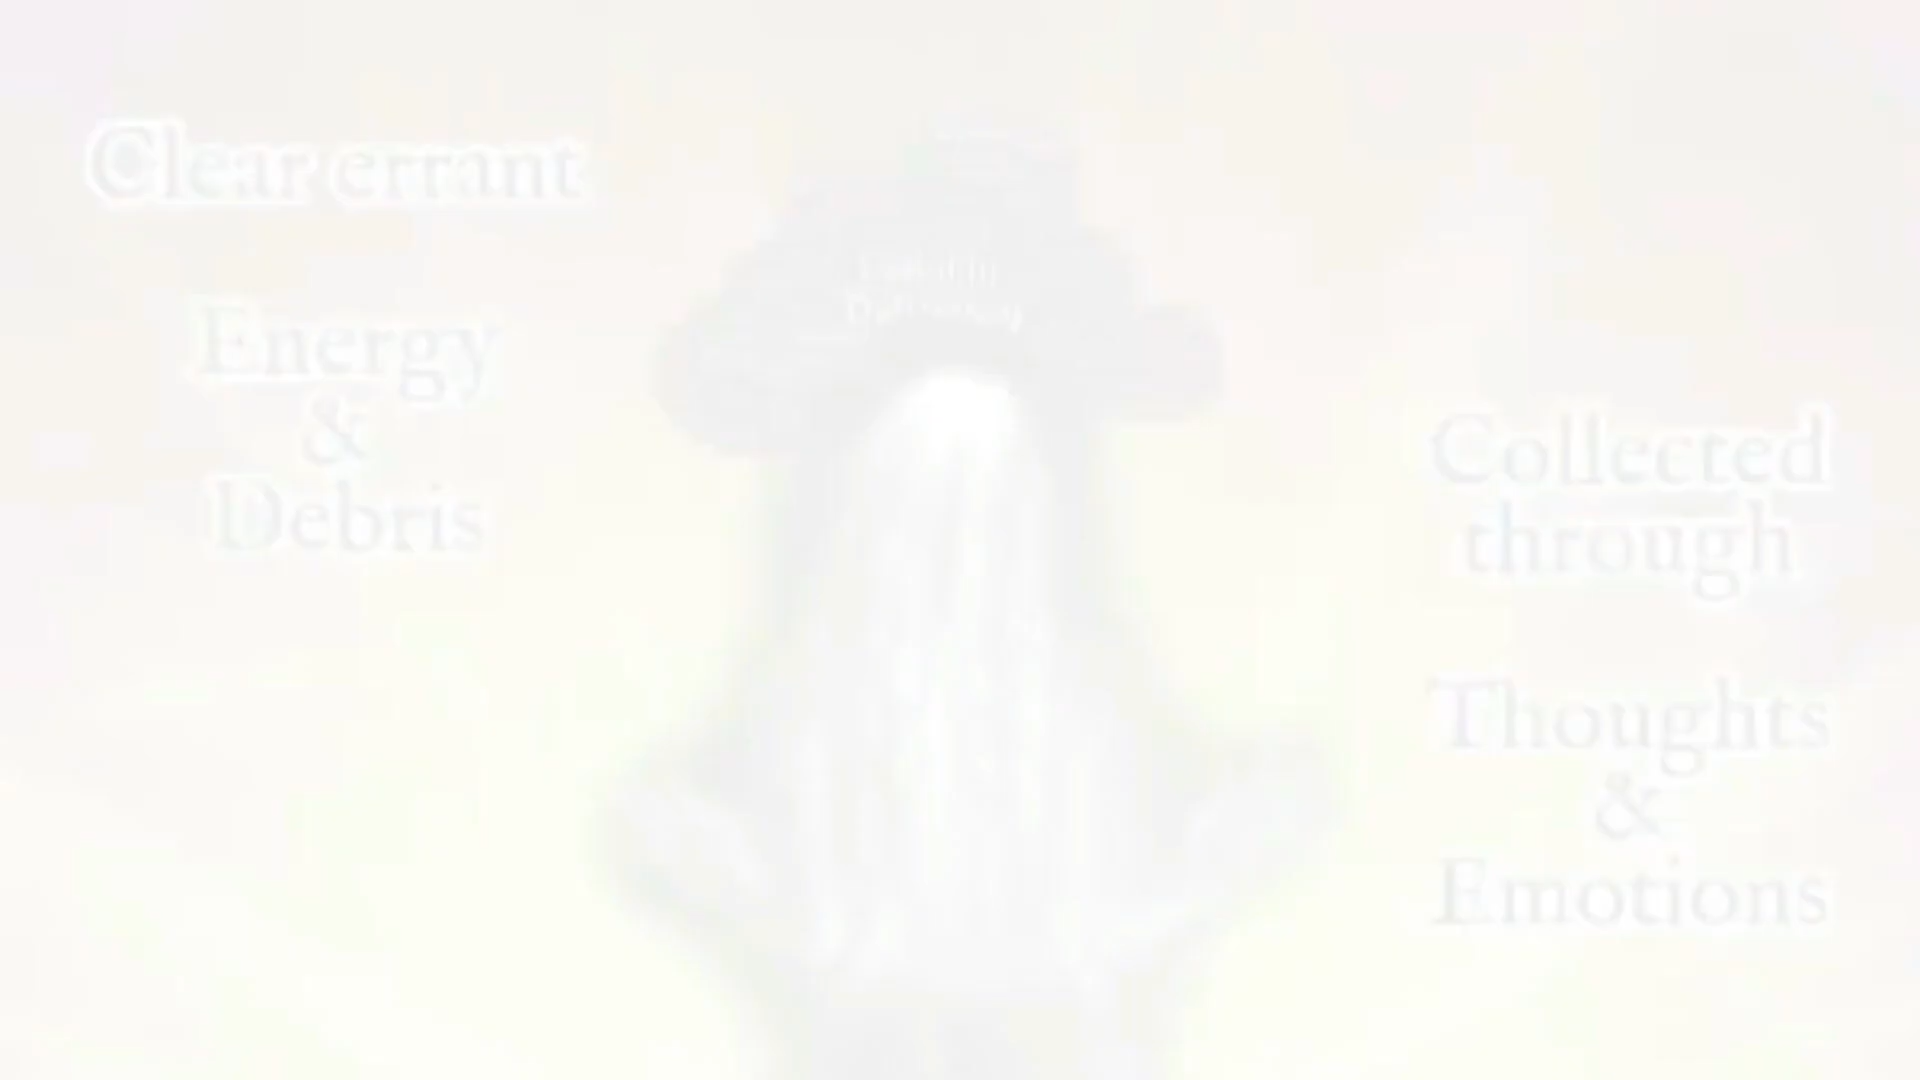 Clear errant
Energy
&
Debris
Collected
through
Thoughts
&
Emotions